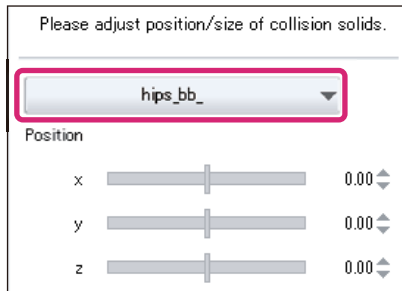 Please adjust position/size of collision solids.
hips_bb_
Position
x 0.00
y 0.00
z 0.00